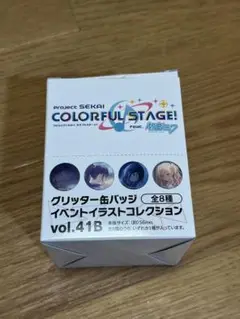 Project SEKAI
COLORFUL STAGE!
feat. 初音ミク
グリッター缶バッジ 全8種
イベントイラストコレクション
vol.41B